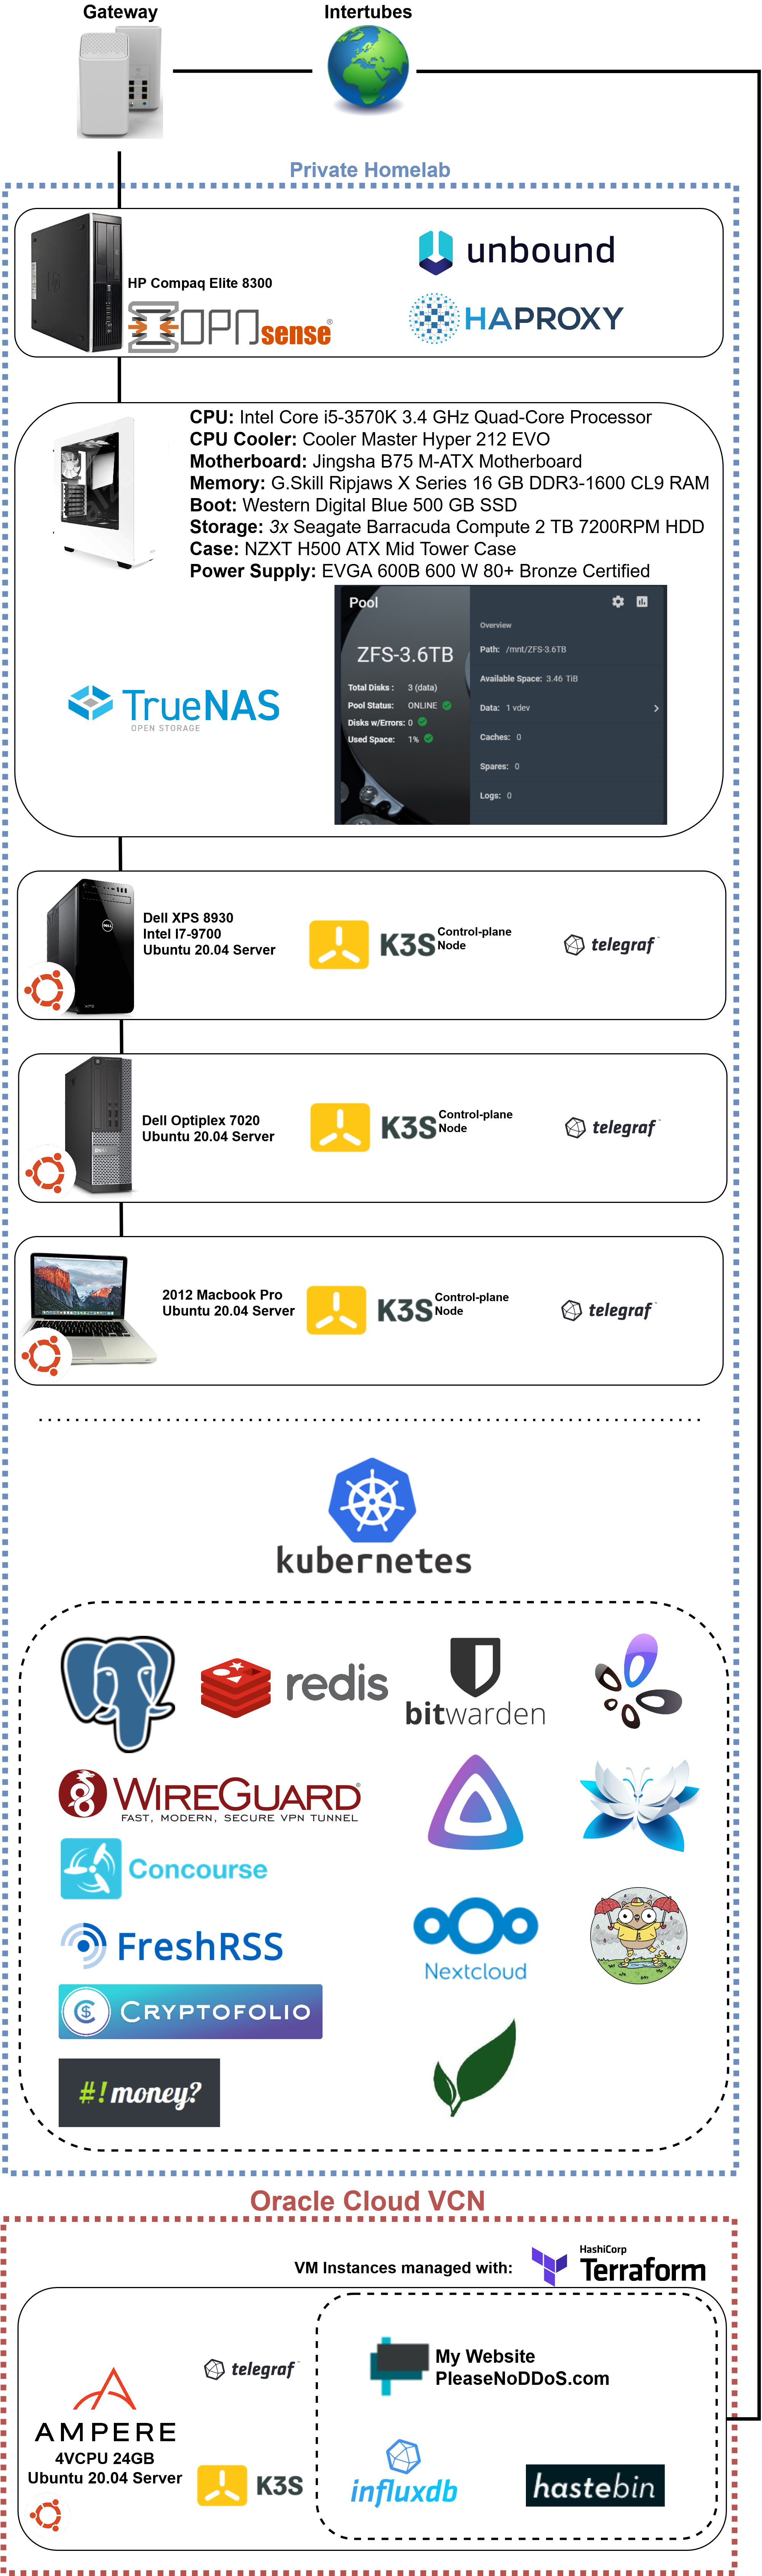 Gateway
Intertubes
Private Homelab
unbound
HP Compaq Elite 8300
OPNsense®
HAPROXY
CPU: Intel Core i5-3570K 3.4 GHz Quad-Core Processor
CPU Cooler: Cooler Master Hyper 212 EVO
Motherboard: Jingsha B75 M-ATX Motherboard
Memory: G.Skill Ripjaws X Series 16 GB DDR3-1600 CL9 RAM
Boot: Western Digital Blue 500 GB SSD
Storage: 3x Seagate Barracuda Compute 2 TB 7200RPM HDD
Case: NZXT H500 ATX Mid Tower Case
Power Supply: EVGA 600B 600 W 80+ Bronze Certified
Pool
ZFS-3.6TB
Total Disks : 3 (data)
Pool Status: ONLINE
Disks w/Errors: 0
Used Space: 1%
Overview
Path: /mnt/ZFS-3.6TB
Available Space: 3.46 TiB
Data: 1 vdev
Caches: 0
Spares: 0
Logs: 0
TrueNAS
OPEN STORAGE
Dell XPS 8930
Intel I7-9700
Ubuntu 20.04 Server
K3S
Control-plane
Node
telegraf
DELL
XPS
Dell Optiplex 7020
Ubuntu 20.04 Server
K3S
Control-plane
Node
telegraf
DELL
2012 Macbook Pro
Ubuntu 20.04 Server
K3S
Control-plane
Node
telegraf
kubernetes
redis
bitwarden
WIREGUARD®
FAST, MODERN, SECURE VPN TUNNEL
Concourse
FreshRSS
Nextcloud
CRYPTOFOLIO
#! money?
Oracle Cloud VCN
VM Instances managed with:
HashiCorp
Terraform
telegraf
My Website
PleaseNoDDoS.com
AMPERE
4VCPU 24GB
Ubuntu 20.04 Server
K3S
influxdb
hastebin